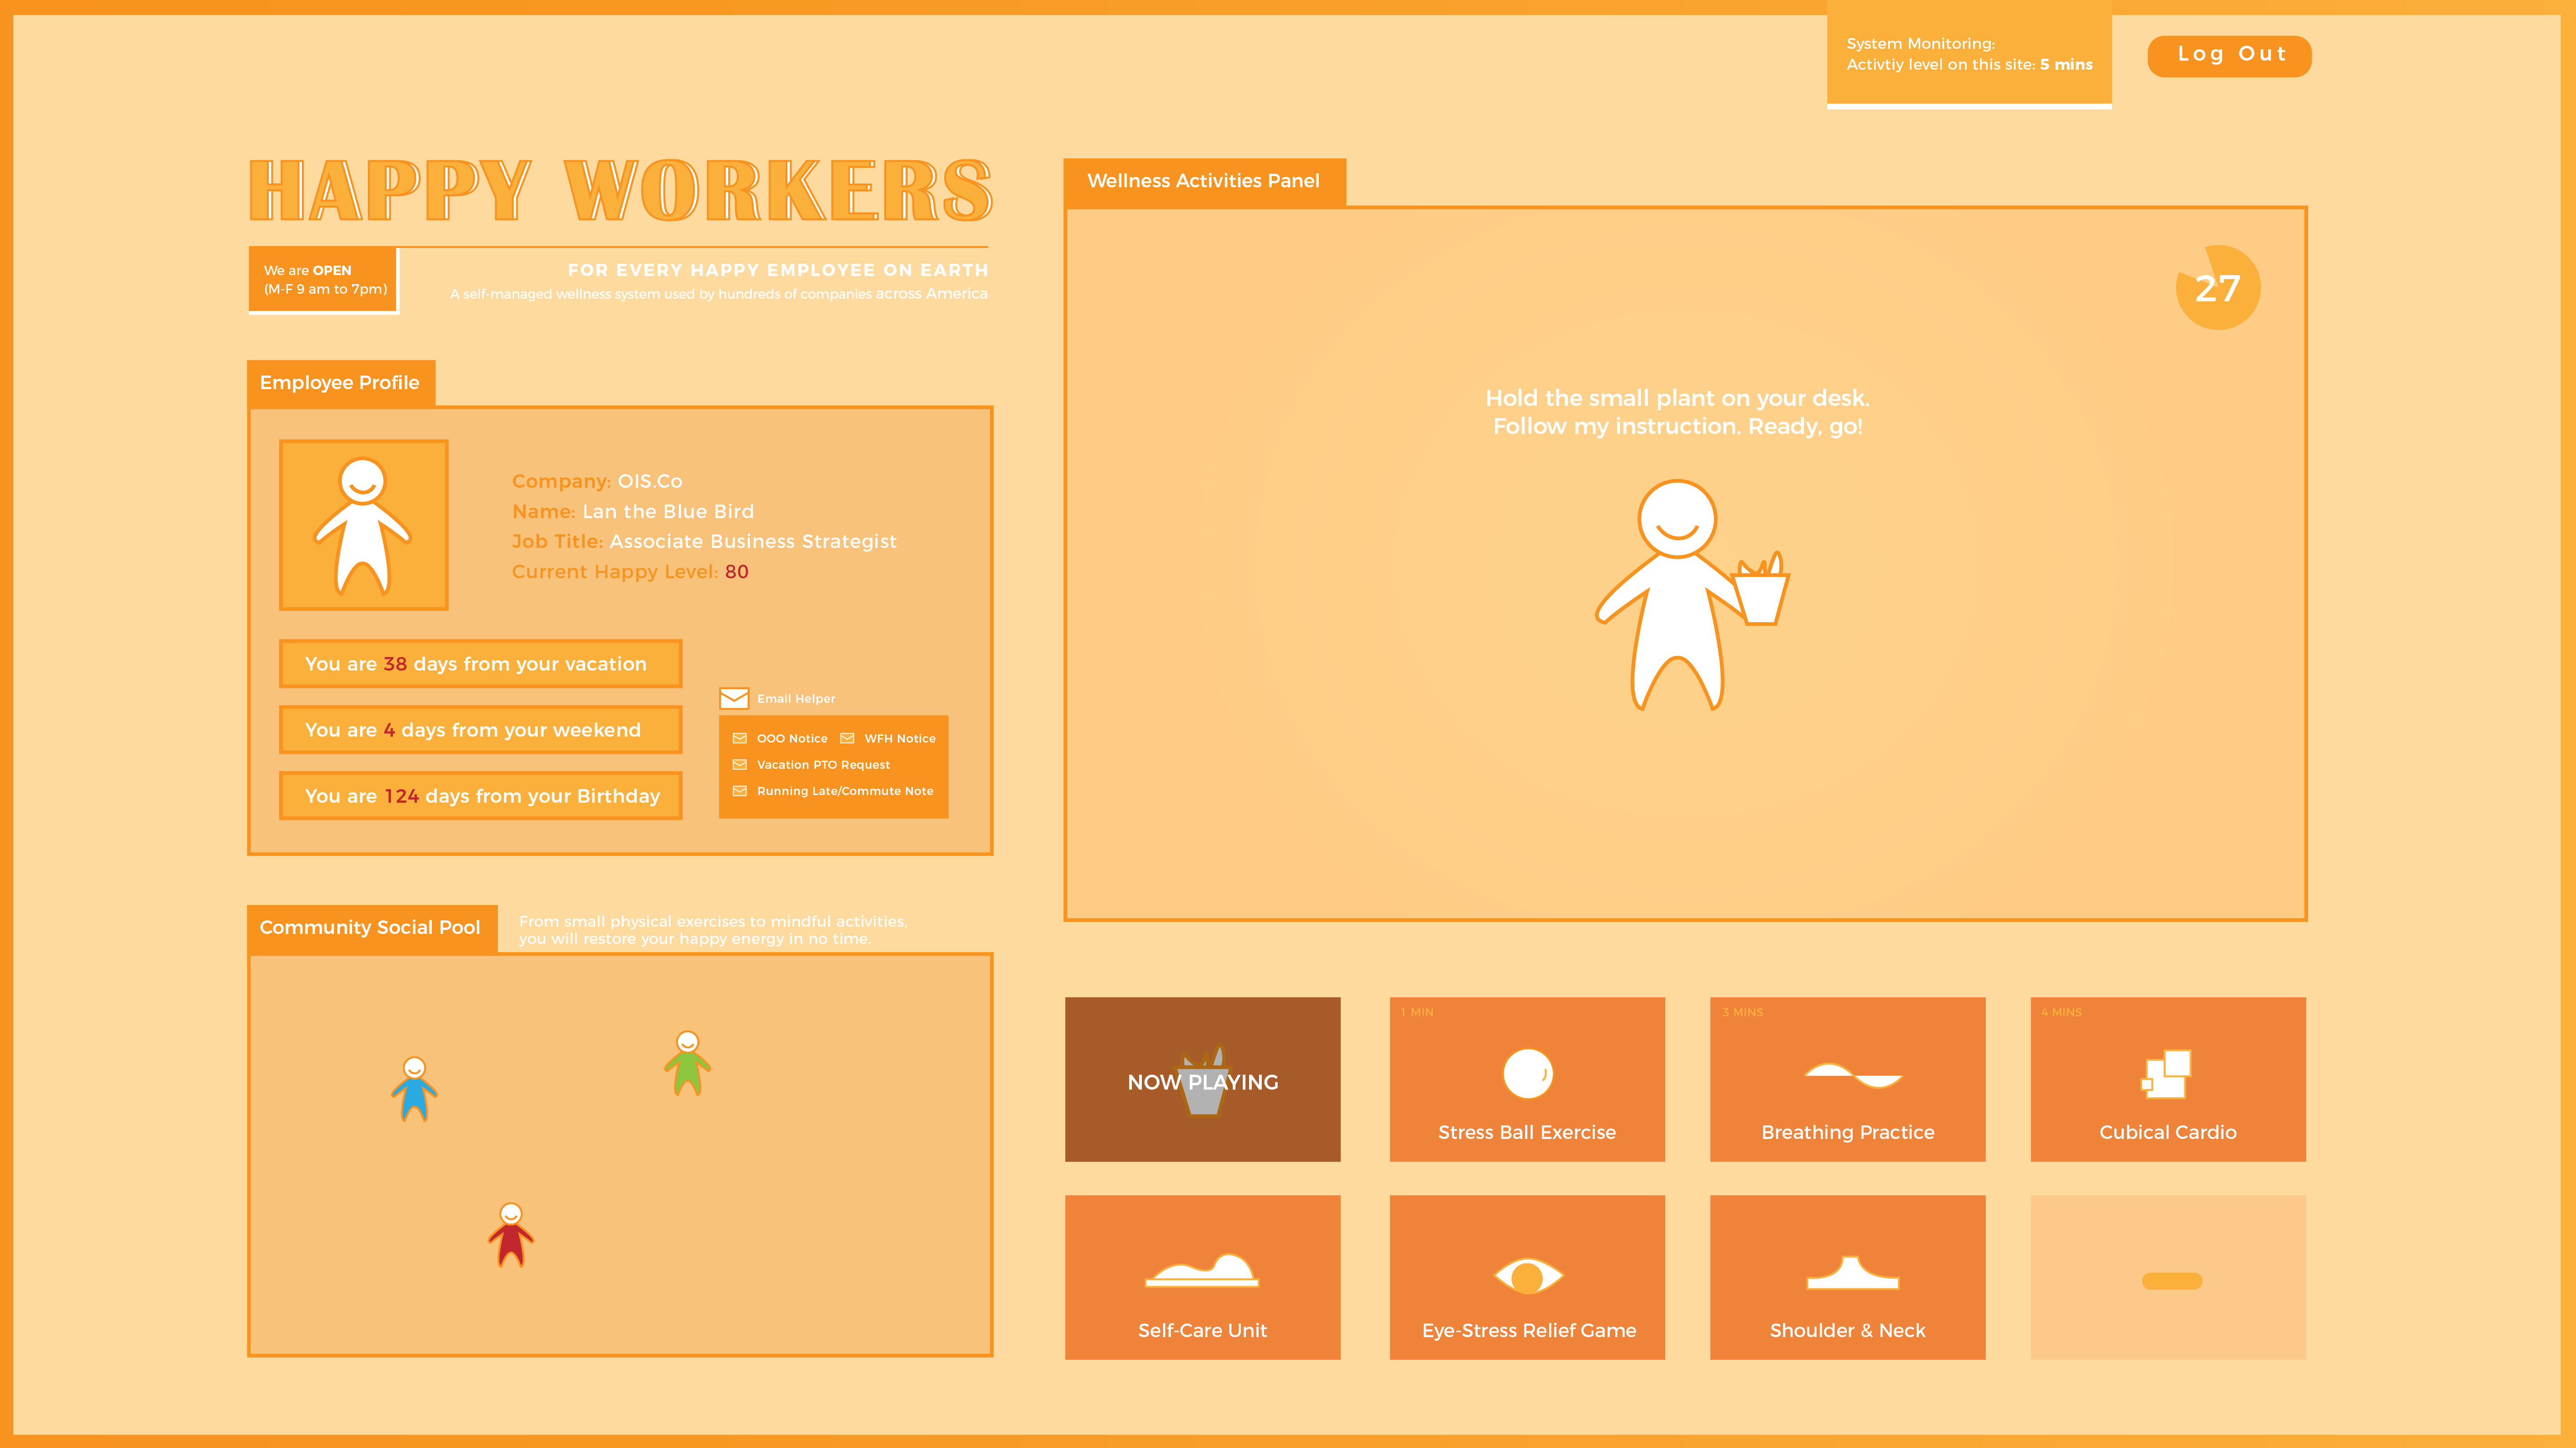 System Monitoring:
Activtiy level on this site: 5 mins
Log Out
HAPPY WORKERS
We are OPEN
(M-F 9 am to 7pm)
FOR EVERY HAPPY EMPLOYEE ON EARTH
A self-managed wellness system used by hundreds of companies across America
Employee Profile
Company: OIS.Co
Name: Lan the Blue Bird
Job Title: Associate Business Strategist
Current Happy Level: 80
You are 38 days from your vacation
You are 4 days from your weekend
You are 124 days from your Birthday
Email Helper
OOO Notice
WFH Notice
Vacation PTO Request
Running Late/Commute Note
Community Social Pool
From small physical exercises to mindful activities,
you will restore your happy energy in no time.
Wellness Activities Panel
27
Hold the small plant on your desk.
Follow my instruction. Ready, go!
NOW PLAYING
1 MIN
Stress Ball Exercise
3 MINS
Breathing Practice
4 MINS
Cubical Cardio
Self-Care Unit
Eye-Stress Relief Game
Shoulder & Neck